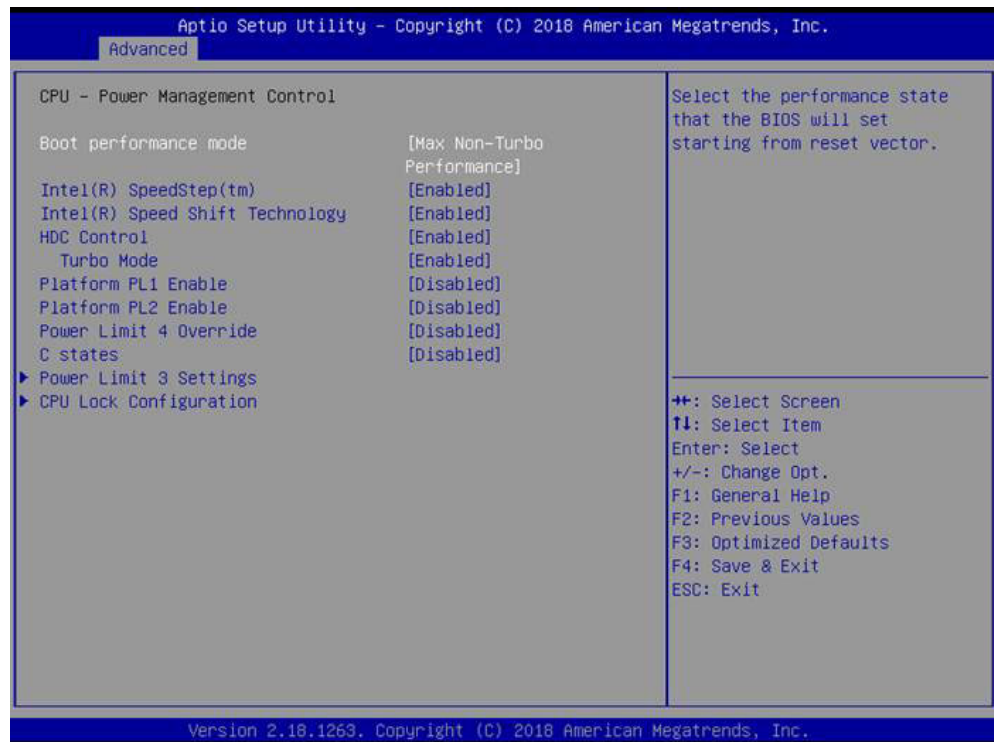 Aptio Setup Utility – Copyright (C) 2018 American Megatrends, Inc.
Advanced
CPU – Power Management Control
Boot performance mode [Max Non-Turbo
Performance]
Intel(R) SpeedStep(tm) [Enabled]
Intel(R) Speed Shift Technology [Enabled]
HDC Control [Enabled]
Turbo Mode [Enabled]
Platform PL1 Enable [Disabled]
Platform PL2 Enable [Disabled]
Power Limit 4 Override [Disabled]
C states [Disabled]
▶ Power Limit 3 Settings
▶ CPU Lock Configuration
Select the performance state
that the BIOS will set
starting from reset vector.
→←: Select Screen
↑↓: Select Item
Enter: Select
+/-: Change Opt.
F1: General Help
F2: Previous Values
F3: Optimized Defaults
F4: Save & Exit
ESC: Exit
Version 2.18.1263. Copyright (C) 2018 American Megatrends, Inc.